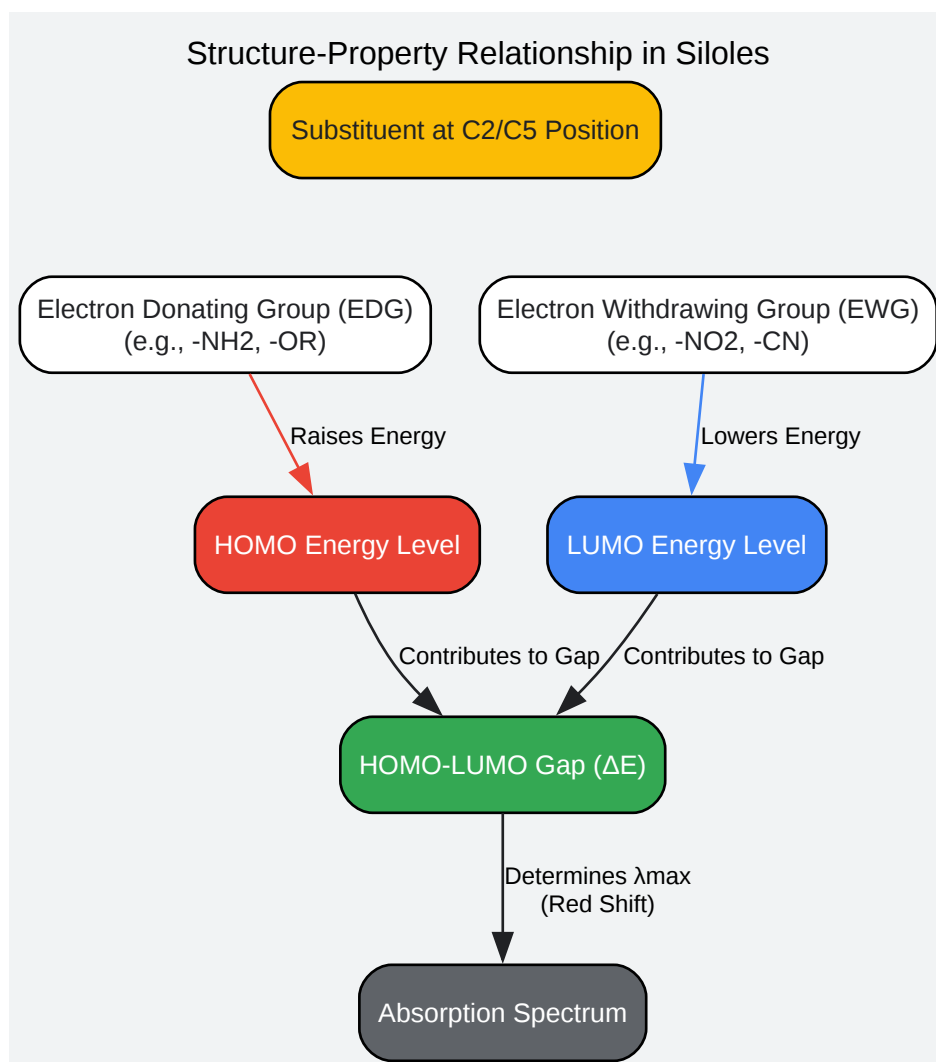 Structure-Property Relationship in Siloles
Substituent at C2/C5 Position
Electron Donating Group (EDG)
(e.g., -NH2, -OR)
Electron Withdrawing Group (EWG)
(e.g., -NO2, -CN)
Raises Energy
Lowers Energy
HOMO Energy Level
LUMO Energy Level
Contributes to Gap
Contributes to Gap
HOMO-LUMO Gap (ΔE)
Determines λmax
(Red Shift)
Absorption Spectrum